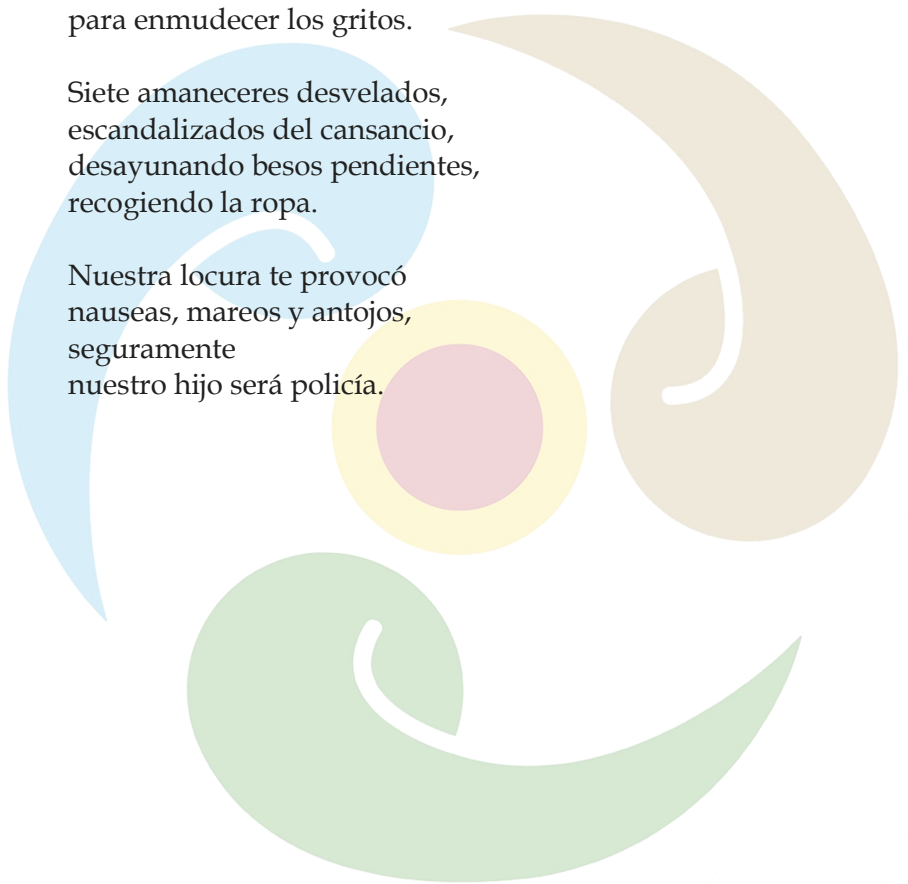 para enmudecer los gritos.
Siete amaneceres desvelados,
escandalizados del cansancio,
desayunando besos pendientes,
recogiendo la ropa.
Nuestra locura te provocó
nauseas, mareos y antojos,
seguramente
nuestro hijo será policía.